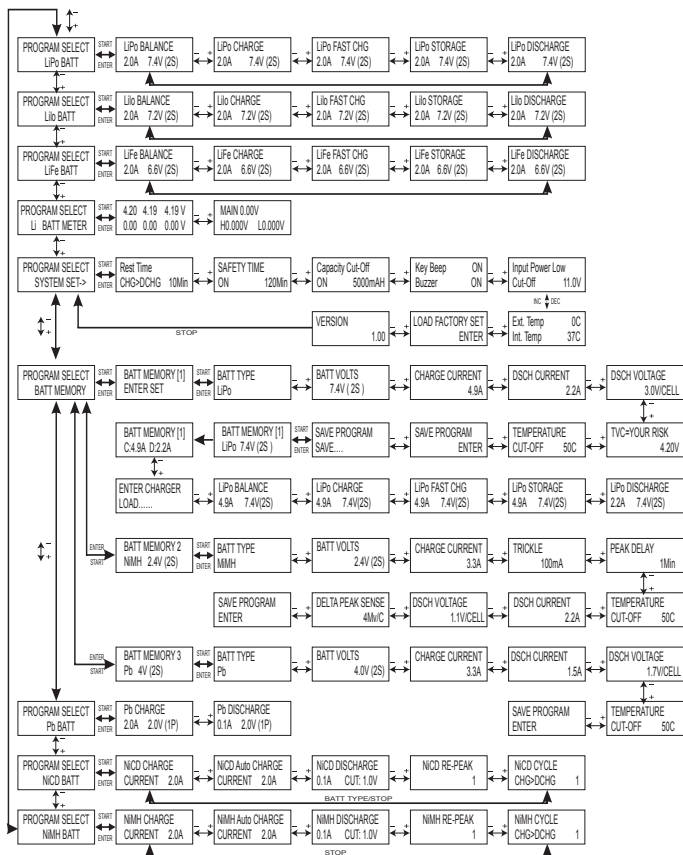 PROGRAM SELECT
LiPo BATT
START
ENTER
LiPo BALANCE
2.0A 7.4V (2S)
LiPo CHARGE
2.0A 7.4V (2S)
LiPo FAST CHG
2.0A 7.4V (2S)
LiPo STORAGE
2.0A 7.4V (2S)
LiPo DISCHARGE
2.0A 7.4V (2S)
PROGRAM SELECT
LiIo BATT
START
ENTER
LiIo BALANCE
2.0A 7.2V (2S)
LiIo CHARGE
2.0A 7.2V (2S)
LiIo FAST CHG
2.0A 7.2V (2S)
LiIo STORAGE
2.0A 7.2V (2S)
LiIo DISCHARGE
2.0A 7.2V (2S)
PROGRAM SELECT
LiFe BATT
START
ENTER
LiFe BALANCE
2.0A 6.6V (2S)
LiFe CHARGE
2.0A 6.6V (2S)
LiFe FAST CHG
2.0A 6.6V (2S)
LiFe STORAGE
2.0A 6.6V (2S)
LiFe DISCHARGE
2.0A 6.6V (2S)
PROGRAM SELECT
Li BATT METER
START
ENTER
4.20 4.19 4.19 V
0.00 0.00 0.00 V
MAIN 0.00V
H0.000V L0.000V
PROGRAM SELECT
SYSTEM SET->
START
ENTER
Rest Time
CHG>DCHG 10Min
SAFETY TIME
ON 120Min
Capacity Cut-Off
ON 5000mAH
Key Beep ON
Buzzer ON
Input Power Low
Cut-Off 11.0V
INC DEC
STOP
VERSION
1.00
LOAD FACTORY SET
ENTER
Ext. Temp 0C
Int. Temp 37C
PROGRAM SELECT
BATT MEMORY
START
ENTER
BATT MEMORY [1]
ENTER SET
BATT TYPE
LiPo
BATT VOLTS
7.4V ( 2S )
CHARGE CURRENT
4.9A
DSCH CURRENT
2.2A
DSCH VOLTAGE
3.0V/CELL
BATT MEMORY [1]
C:4.9A D:2.2A
BATT MEMORY [1]
LiPo 7.4V (2S )
START
ENTER
SAVE PROGRAM
SAVE....
SAVE PROGRAM
ENTER
TEMPERATURE
CUT-OFF 50C
TVC=YOUR RISK
4.20V
ENTER CHARGER
LOAD......
LiPo BALANCE
4.9A 7.4V(2S)
LiPo CHARGE
4.9A 7.4V(2S)
LiPo FAST CHG
4.9A 7.4V(2S)
LiPo STORAGE
4.9A 7.4V(2S)
LiPo DISCHARGE
2.2A 7.4V(2S)
ENTER
START
BATT MEMORY 2
NiMH 2.4V (2S)
START
ENTER
BATT TYPE
MiMH
BATT VOLTS
2.4V (2S)
CHARGE CURRENT
3.3A
TRICKLE
100mA
PEAK DELAY
1Min
SAVE PROGRAM
ENTER
DELTA PEAK SENSE
4Mv/C
DSCH VOLTAGE
1.1V/CELL
DSCH CURRENT
2.2A
TEMPERATURE
CUT-OFF 50C
ENTER
START
BATT MEMORY 3
Pb 4V (2S)
START
ENTER
BATT TYPE
Pb
BATT VOLTS
4.0V (2S)
CHARGE CURRENT
3.3A
DSCH CURRENT
1.5A
DSCH VOLTAGE
1.7V/CELL
PROGRAM SELECT
Pb BATT
START
ENTER
Pb CHARGE
2.0A 2.0V (1P)
Pb DISCHARGE
0.1A 2.0V (1P)
SAVE PROGRAM
ENTER
TEMPERATURE
CUT-OFF 50C
PROGRAM SELECT
NiCD BATT
START
ENTER
NiCD CHARGE
CURRENT 2.0A
NiCD Auto CHARGE
CURRENT 2.0A
NiCD DISCHARGE
0.1A CUT: 1.0V
NiCD RE-PEAK
1
NiCD CYCLE
CHG>DCHG 1
BATT TYPE/STOP
PROGRAM SELECT
NiMH BATT
START
ENTER
NiMH CHARGE
CURRENT 2.0A
NiMH Auto CHARGE
CURRENT 2.0A
NiMH DISCHARGE
0.1A CUT: 1.0V
NiMH RE-PEAK
1
NiMH CYCLE
CHG>DCHG 1
STOP